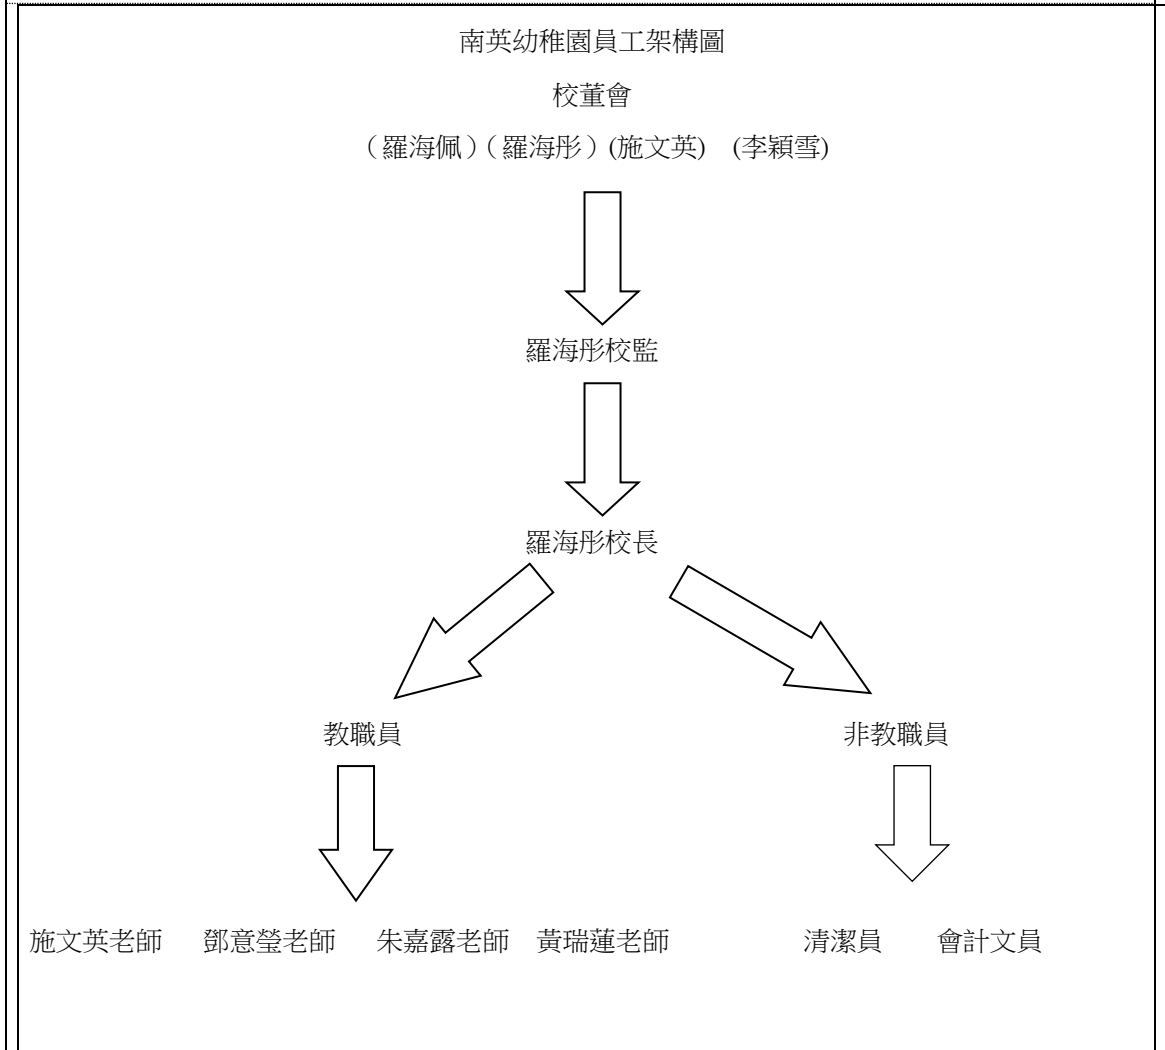 南英幼稚園員工架構圖
校董會
（羅海佩）（羅海彤）(施文英) (李穎雪)
羅海彤校監
羅海彤校長
教職員 非教職員
施文英老師 鄧意瑩老師 朱嘉露老師 黃瑞蓮老師 清潔員 會計文員